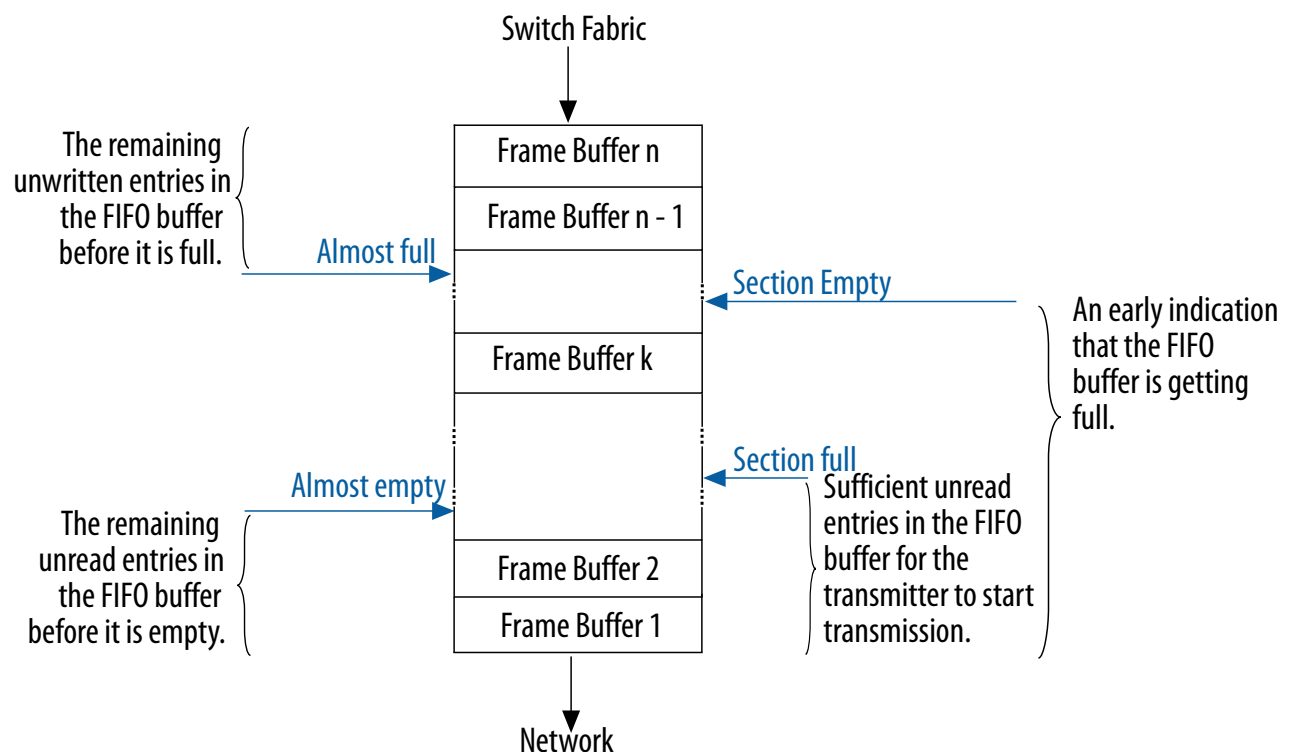 Switch Fabric
The remaining
unwritten entries in
the FIFO buffer
before it is full.
Frame Buffer n
Frame Buffer n - 1
Almost full
Section Empty
An early indication
that the FIFO
buffer is getting
full.
Frame Buffer k
Section full
Almost empty
Sufficient unread
entries in the FIFO
buffer for the
transmitter to start
transmission.
The remaining
unread entries in
the FIFO buffer
before it is empty.
Frame Buffer 2
Frame Buffer 1
Network